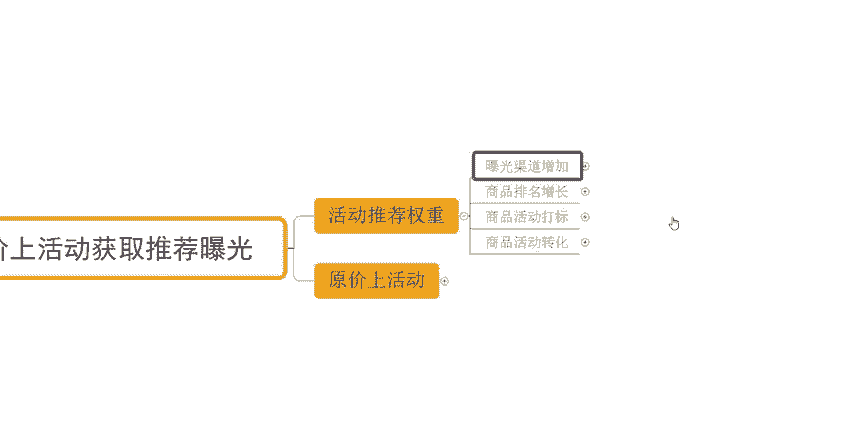 价上活动获取推荐曝光
活动推荐权重
曝光渠道增加
商品排名增长
商品活动打标
商品活动转化
原价上活动